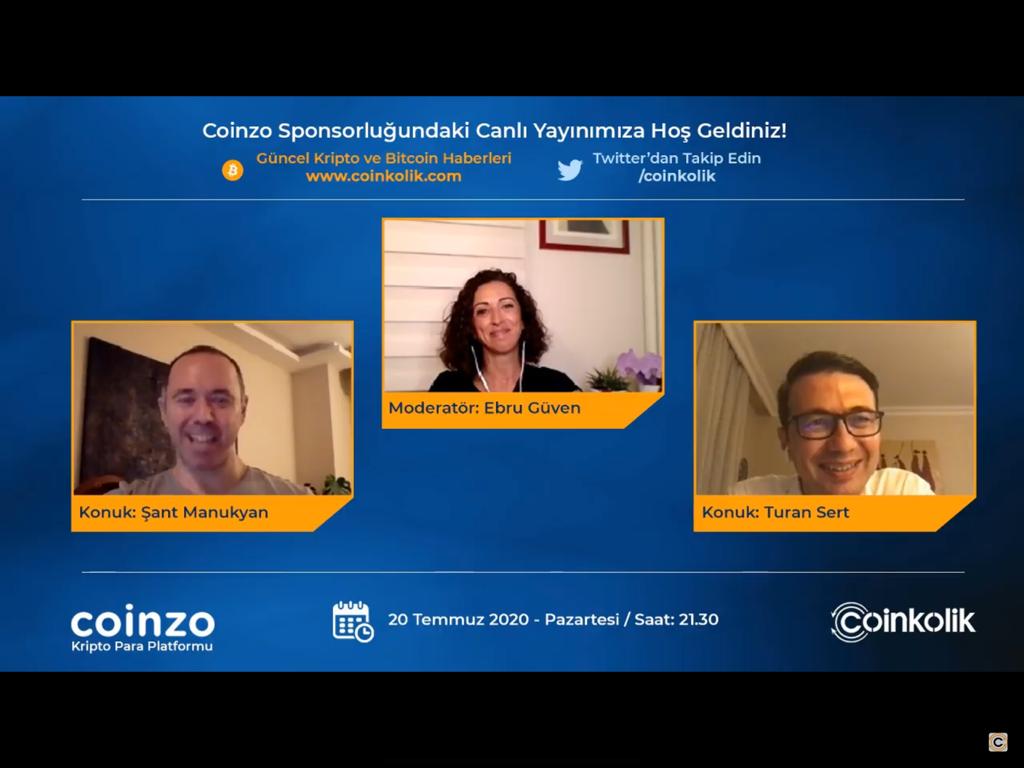 Coinzo Sponsorluğundaki Canlı Yayınımıza Hoş Geldiniz!
Güncel Kripto ve Bitcoin Haberleri
www.coinkolik.com
Twitter'dan Takip Edin
/coinkolik
Moderatör: Ebru Güven
Konuk: Şant Manukyan
Konuk: Turan Sert
coinzo
Kripto Para Platformu
20 Temmuz 2020 - Pazartesi / Saat: 21.30
Coinkolik
C